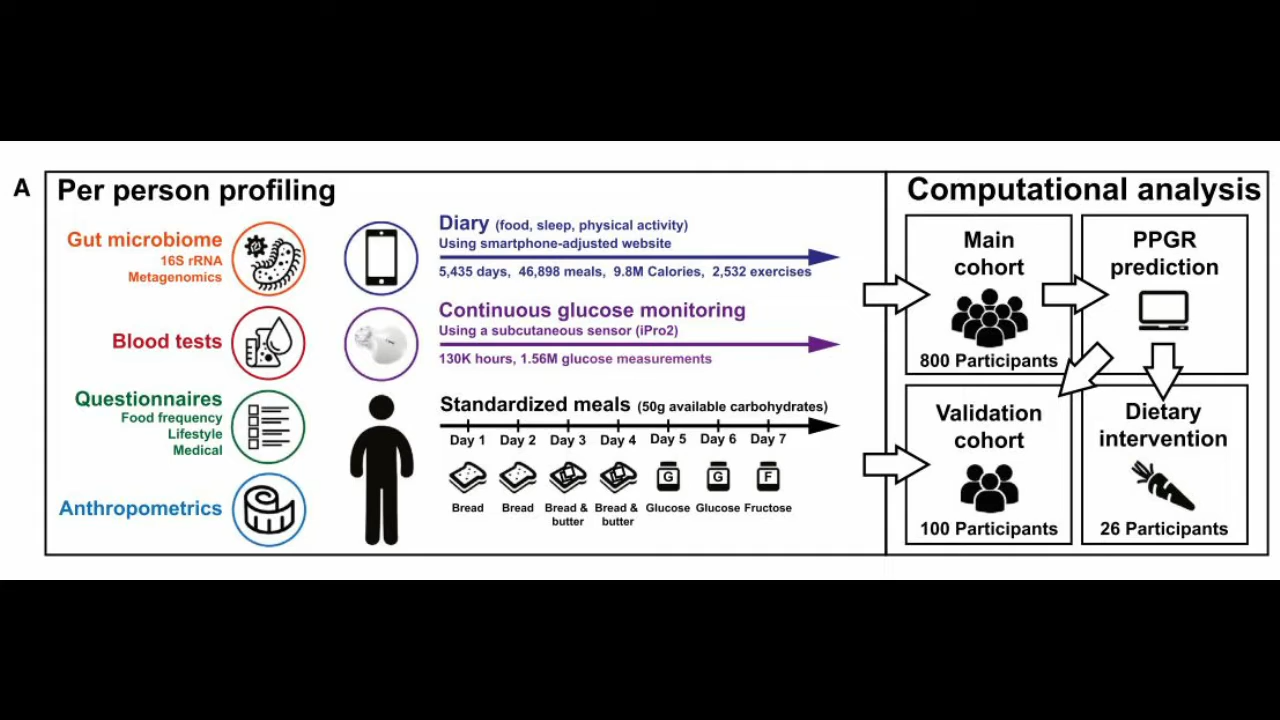 A
Per person profiling
Gut microbiome
16S rRNA
Metagenomics
Blood tests
Questionnaires
Food frequency
Lifestyle
Medical
Anthropometrics
Diary (food, sleep, physical activity)
Using smartphone-adjusted website
5,435 days, 46,898 meals, 9.8M Calories, 2,532 exercises
Continuous glucose monitoring
Using a subcutaneous sensor (iPro2)
130K hours, 1.56M glucose measurements
Standardized meals (50g available carbohydrates)
Day 1 Day 2 Day 3 Day 4 Day 5 Day 6 Day 7
G G F
Bread Bread Bread & Bread & Glucose Glucose Fructose
butter butter
Computational analysis
Main
cohort
800 Participants
PPGR
prediction
Validation
cohort
100 Participants
Dietary
intervention
26 Participants